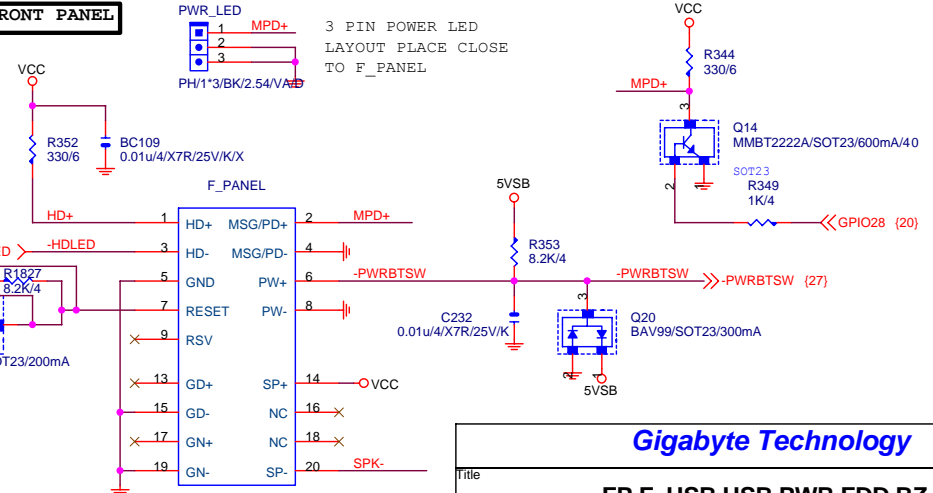 RONT PANEL
PWR_LED
1
2
3
MPD+
PH/1*3/BK/2.54/VA/D
3 PIN POWER LED
LAYOUT PLACE CLOSE
TO F_PANEL
VCC
R344
330/6
MPD+
3
Q14
MMBT2222A/SOT23/600mA/40
SOT23
2
1
R349
1K/4
GPIO28 {20}
VCC
R352
330/6
BC109
0.01u/4/X7R/25V/K/X
F_PANEL
HD+
1
HD+
MSG/PD+
2
MPD+
-HDLED
3
HD-
MSG/PD-
4
5
GND
PW+
6
-PWRBTSW
7
RESET
PW-
8
9
RSV
13
GD+
SP+
14
VCC
15
GD-
NC
16
17
GN+
NC
18
19
GN-
SP-
20
SPK-
R1827
8.2K/4
OT23/200mA
5VSB
R353
8.2K/4
-PWRBTSW
-PWRBTSW {27}
C232
0.01u/4/X7R/25V/K
3
Q20
BAV99/SOT23/300mA
2
1
5VSB
Gigabyte Technology
Title